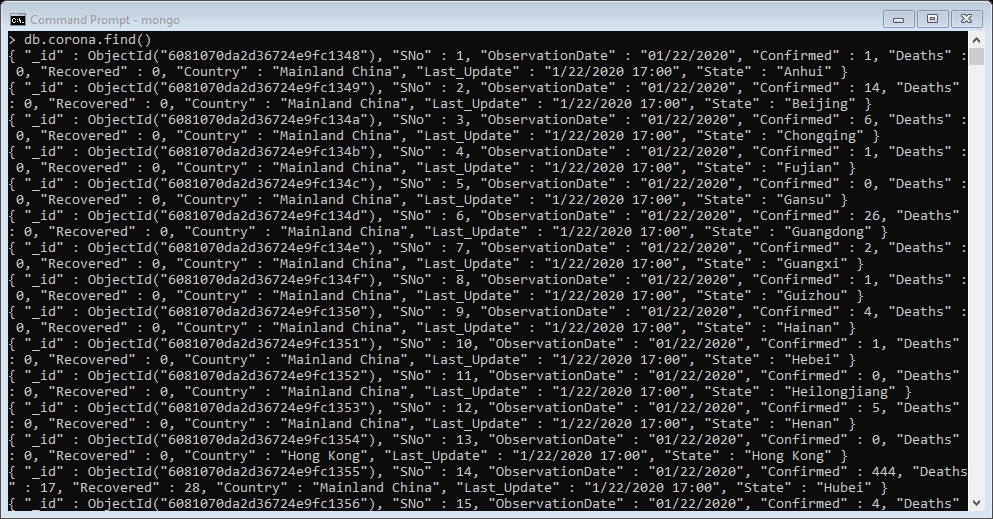 Command Prompt - mongo
> db.corona.find()
{ "_id" : ObjectId("6081070da2d36724e9fc1348"), "SNo" : 1, "ObservationDate" : "01/22/2020", "Confirmed" : 1, "Deaths" :
0, "Recovered" : 0, "Country" : "Mainland China", "Last_Update" : "1/22/2020 17:00", "State" : "Anhui" }
{ "_id" : ObjectId("6081070da2d36724e9fc1349"), "SNo" : 2, "ObservationDate" : "01/22/2020", "Confirmed" : 14, "Deaths"
: 0, "Recovered" : 0, "Country" : "Mainland China", "Last_Update" : "1/22/2020 17:00", "State" : "Beijing" }
{ "_id" : ObjectId("6081070da2d36724e9fc134a"), "SNo" : 3, "ObservationDate" : "01/22/2020", "Confirmed" : 6, "Deaths" :
0, "Recovered" : 0, "Country" : "Mainland China", "Last_Update" : "1/22/2020 17:00", "State" : "Chongqing" }
{ "_id" : ObjectId("6081070da2d36724e9fc134b"), "SNo" : 4, "ObservationDate" : "01/22/2020", "Confirmed" : 1, "Deaths" :
0, "Recovered" : 0, "Country" : "Mainland China", "Last_Update" : "1/22/2020 17:00", "State" : "Fujian" }
{ "_id" : ObjectId("6081070da2d36724e9fc134c"), "SNo" : 5, "ObservationDate" : "01/22/2020", "Confirmed" : 0, "Deaths" :
0, "Recovered" : 0, "Country" : "Mainland China", "Last_Update" : "1/22/2020 17:00", "State" : "Gansu" }
{ "_id" : ObjectId("6081070da2d36724e9fc134d"), "SNo" : 6, "ObservationDate" : "01/22/2020", "Confirmed" : 26, "Deaths"
: 0, "Recovered" : 0, "Country" : "Mainland China", "Last_Update" : "1/22/2020 17:00", "State" : "Guangdong" }
{ "_id" : ObjectId("6081070da2d36724e9fc134e"), "SNo" : 7, "ObservationDate" : "01/22/2020", "Confirmed" : 2, "Deaths" :
0, "Recovered" : 0, "Country" : "Mainland China", "Last_Update" : "1/22/2020 17:00", "State" : "Guangxi" }
{ "_id" : ObjectId("6081070da2d36724e9fc134f"), "SNo" : 8, "ObservationDate" : "01/22/2020", "Confirmed" : 1, "Deaths" :
0, "Recovered" : 0, "Country" : "Mainland China", "Last_Update" : "1/22/2020 17:00", "State" : "Guizhou" }
{ "_id" : ObjectId("6081070da2d36724e9fc1350"), "SNo" : 9, "ObservationDate" : "01/22/2020", "Confirmed" : 4, "Deaths" :
0, "Recovered" : 0, "Country" : "Mainland China", "Last_Update" : "1/22/2020 17:00", "State" : "Hainan" }
{ "_id" : ObjectId("6081070da2d36724e9fc1351"), "SNo" : 10, "ObservationDate" : "01/22/2020", "Confirmed" : 1, "Deaths"
: 0, "Recovered" : 0, "Country" : "Mainland China", "Last_Update" : "1/22/2020 17:00", "State" : "Hebei" }
{ "_id" : ObjectId("6081070da2d36724e9fc1352"), "SNo" : 11, "ObservationDate" : "01/22/2020", "Confirmed" : 0, "Deaths"
: 0, "Recovered" : 0, "Country" : "Mainland China", "Last_Update" : "1/22/2020 17:00", "State" : "Heilongjiang" }
{ "_id" : ObjectId("6081070da2d36724e9fc1353"), "SNo" : 12, "ObservationDate" : "01/22/2020", "Confirmed" : 5, "Deaths"
: 0, "Recovered" : 0, "Country" : "Mainland China", "Last_Update" : "1/22/2020 17:00", "State" : "Henan" }
{ "_id" : ObjectId("6081070da2d36724e9fc1354"), "SNo" : 13, "ObservationDate" : "01/22/2020", "Confirmed" : 0, "Deaths"
: 0, "Recovered" : 0, "Country" : "Hong Kong", "Last_Update" : "1/22/2020 17:00", "State" : "Hong Kong" }
{ "_id" : ObjectId("6081070da2d36724e9fc1355"), "SNo" : 14, "ObservationDate" : "01/22/2020", "Confirmed" : 444, "Deaths
" : 17, "Recovered" : 28, "Country" : "Mainland China", "Last_Update" : "1/22/2020 17:00", "State" : "Hubei" }
{ "_id" : ObjectId("6081070da2d36724e9fc1356"), "SNo" : 15, "ObservationDate" : "01/22/2020", "Confirmed" : 4, "Deaths"